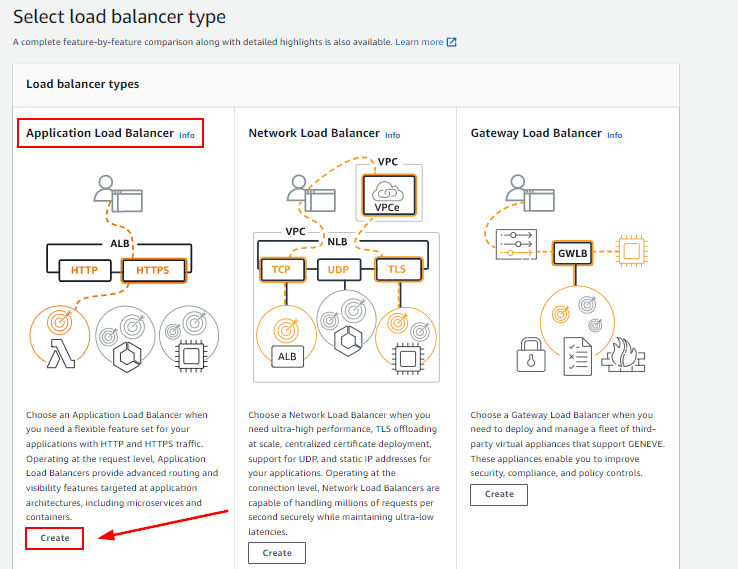 Select load balancer type
A complete feature-by-feature comparison along with detailed highlights is also available. Learn more
Load balancer types
Application Load Balancer Info
ALB
HTTP
HTTPS
Choose an Application Load Balancer when
you need a flexible feature set for your
applications with HTTP and HTTPS traffic.
Operating at the request level, Application
Load Balancers provide advanced routing and
visibility features targeted at application
architectures, including microservices and
containers.
Create
Network Load Balancer Info
VPC
VPCe
VPC
NLB
TCP
UDP
TLS
ALB
Choose a Network Load Balancer when you
need ultra-high performance, TLS offloading
at scale, centralized certificate deployment,
support for UDP, and static IP addresses for
your applications. Operating at the
connection level, Network Load Balancers are
capable of handling millions of requests per
second securely while maintaining ultra-low
latencies.
Create
Gateway Load Balancer Info
GWLB
Choose a Gateway Load Balancer when you
need to deploy and manage a fleet of third-
party virtual appliances that support GENEVE.
These appliances enable you to improve
security, compliance, and policy controls.
Create